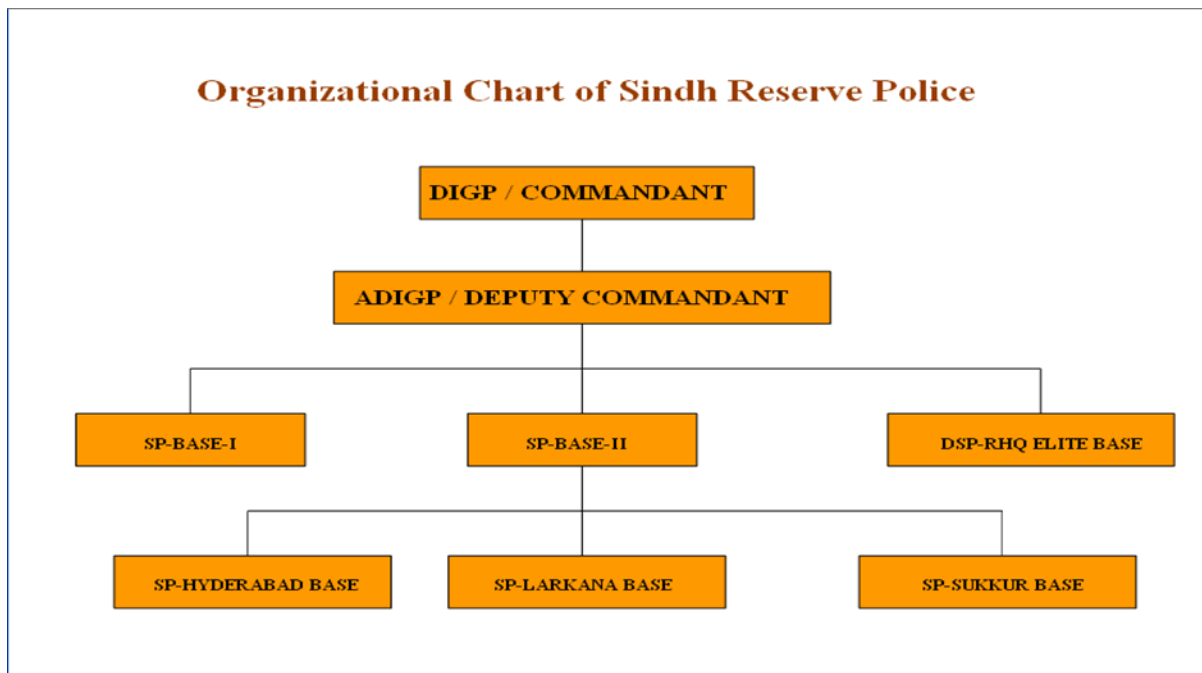 Organizational Chart of Sindh Reserve Police
DIGP / COMMANDANT
ADIGP / DEPUTY COMMANDANT
SP-BASE-I
SP-BASE-II
DSP-RHQ ELITE BASE
SP-HYDERABAD BASE
SP-LARKANA BASE
SP-SUKKUR BASE